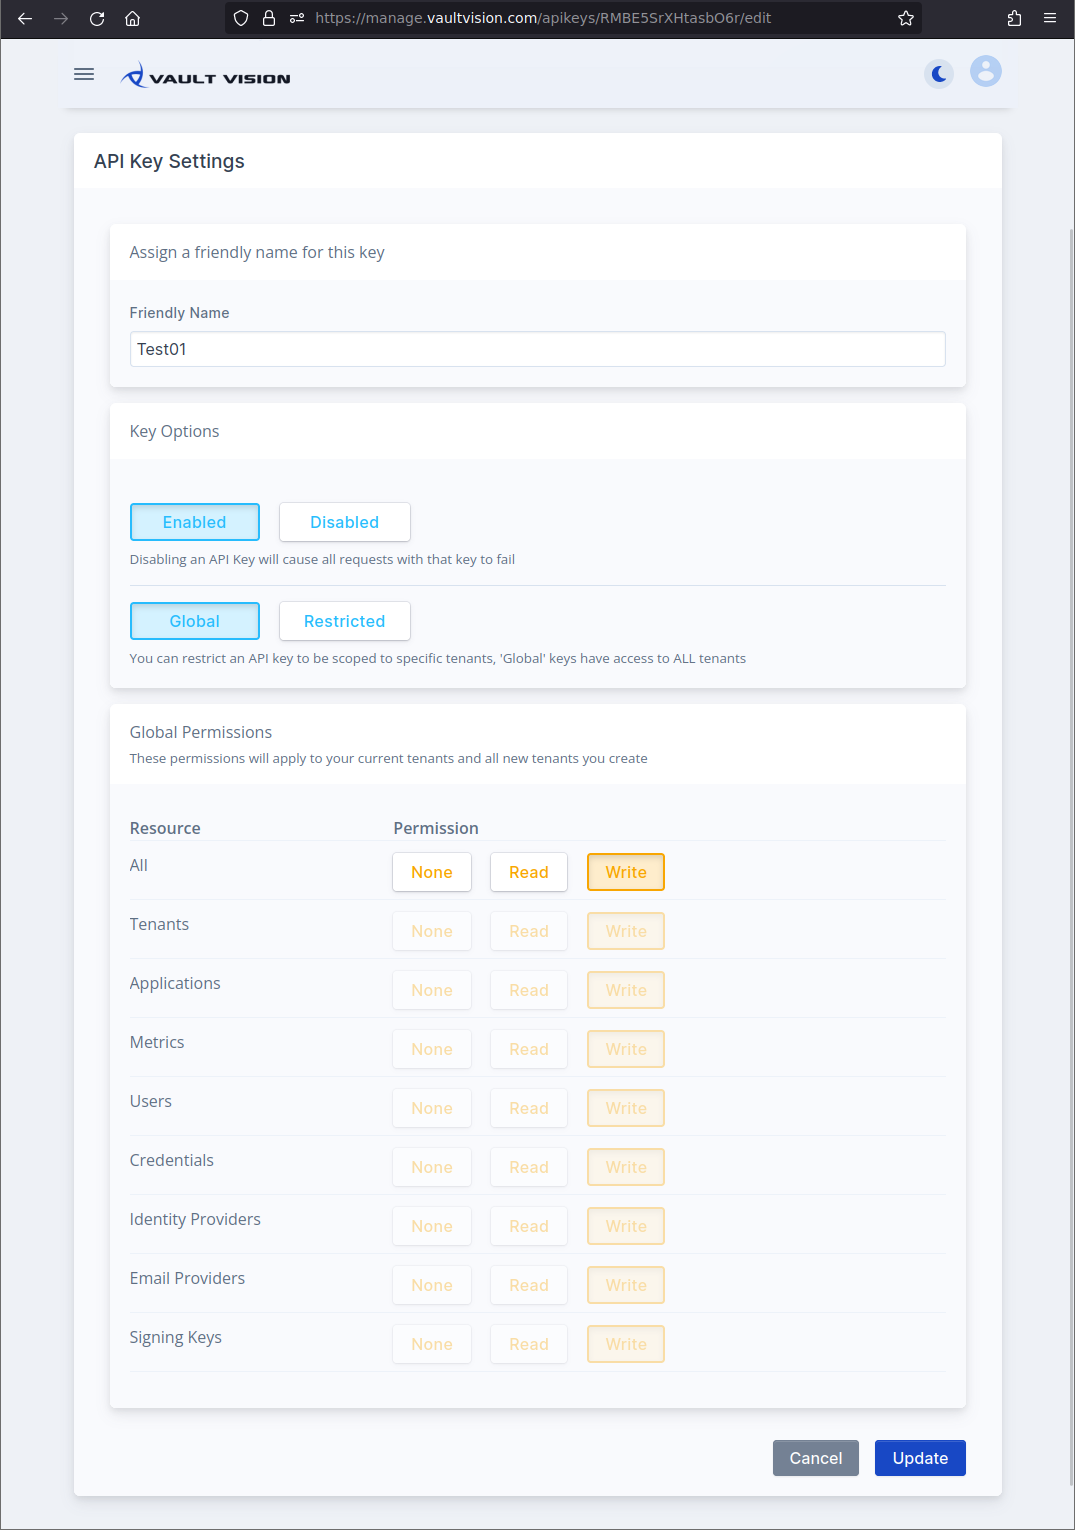 https://manage.vaultvision.com/apikeys/RMBE5SrXHtasbO6r/edit
VAULT VISION
API Key Settings
Assign a friendly name for this key
Friendly Name
Test01
Key Options
Enabled Disabled
Disabling an API Key will cause all requests with that key to fail
Global Restricted
You can restrict an API key to be scoped to specific tenants, 'Global' keys have access to ALL tenants
Global Permissions
These permissions will apply to your current tenants and all new tenants you create
Resource Permission
All None Read Write
Tenants None Read Write
Applications None Read Write
Metrics None Read Write
Users None Read Write
Credentials None Read Write
Identity Providers None Read Write
Email Providers None Read Write
Signing Keys None Read Write
Cancel Update